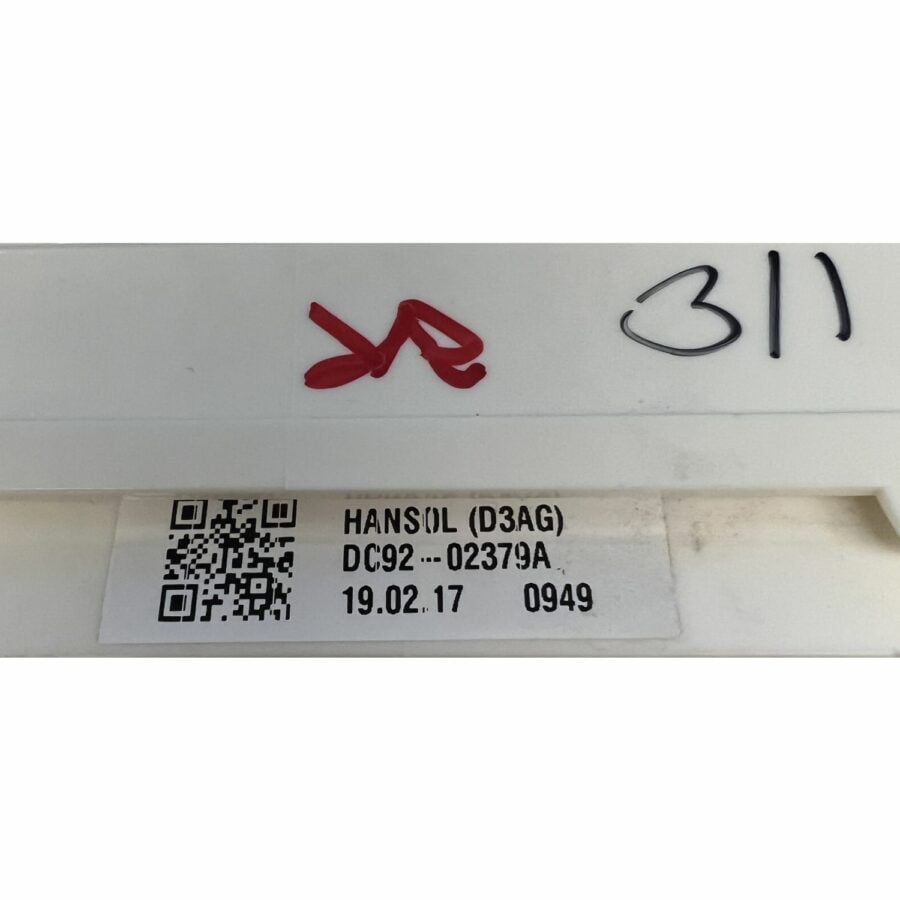 311
HANSOL (D3AG)
DC92-02379A
19.02.17 0949